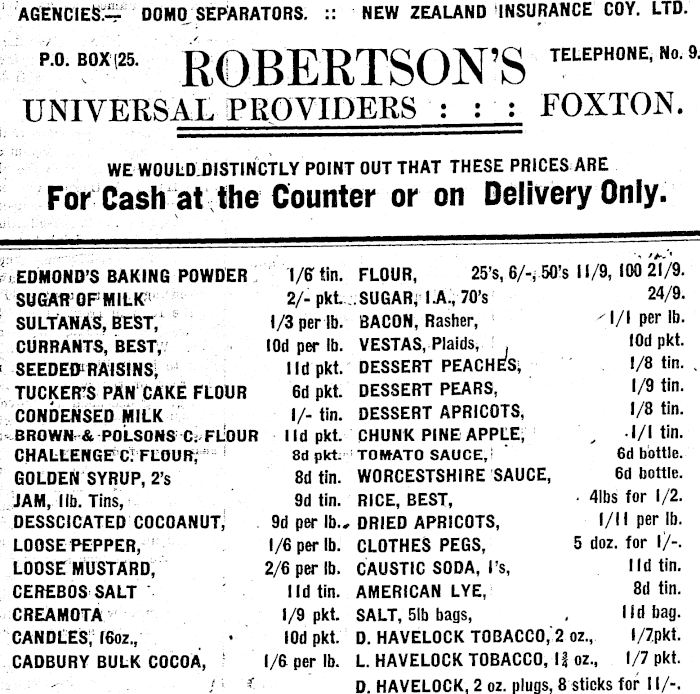 AGENCIES.— DOMO SEPARATORS. :: NEW ZEALAND INSURANCE COY. LTD.
P.O. BOX 25. ROBERTSON'S TELEPHONE, No. 9.
UNIVERSAL PROVIDERS : : : FOXTON.
WE WOULD DISTINCTLY POINT OUT THAT THESE PRICES ARE
For Cash at the Counter or on Delivery Only.
EDMOND'S BAKING POWDER 1/6 tin.
SUGAR OF MILK 2/- pkt.
SULTANAS, BEST, 1/3 per lb.
CURRANTS, BEST, 10d per lb.
SEEDED RAISINS, 11d pkt.
TUCKER'S PAN CAKE FLOUR 6d pkt.
CONDENSED MILK 1/- tin.
BROWN & POLSONS C. FLOUR 11d pkt.
CHALLENGE C. FLOUR, 8d pkt.
GOLDEN SYRUP, 2's 8d tin.
JAM, 1lb. Tins, 9d tin.
DESSCICATED COCOANUT, 9d per lb.
LOOSE PEPPER, 1/6 per lb.
LOOSE MUSTARD, 2/6 per lb.
CEREBOS SALT 11d tin.
CREAMOTA 1/9 pkt.
CANDLES, 16oz., 10d pkt.
CADBURY BULK COCOA, 1/6 per lb.
FLOUR, 25's, 6/-, 50's 11/9, 100 21/9.
SUGAR, I.A., 70's 24/9.
BACON, Rasher, 1/1 per lb.
VESTAS, Plaids, 10d pkt.
DESSERT PEACHES, 1/8 tin.
DESSERT PEARS, 1/9 tin.
DESSERT APRICOTS, 1/8 tin.
CHUNK PINE APPLE, 1/1 tin.
TOMATO SAUCE, 6d bottle.
WORCESTSHIRE SAUCE, 6d bottle.
RICE, BEST, 4lbs for 1/2.
DRIED APRICOTS, 1/11 per lb.
CLOTHES PEGS, 5 doz. for 1/-.
CAUSTIC SODA, 1's, 11d tin.
AMERICAN LYE, 8d tin.
SALT, 5lb bags, 11d bag.
D. HAVELOCK TOBACCO, 2 oz., 1/7 pkt.
L. HAVELOCK TOBACCO, 1¾ oz., 1/7 pkt.
D. HAVELOCK, 2 oz. plugs, 8 sticks for 11/-.